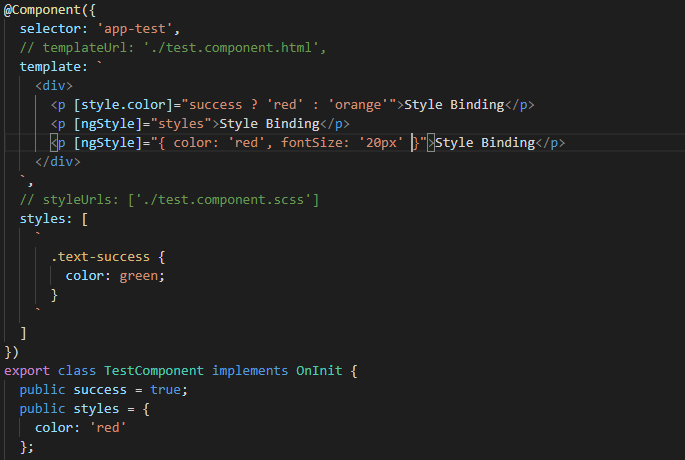 @Component({
  selector: 'app-test',
  // templateUrl: './test.component.html',
  template: `
    <div>
      <p [style.color]="success ? 'red' : 'orange'">Style Binding</p>
      <p [ngStyle]="styles">Style Binding</p>
      <p [ngStyle]="{ color: 'red', fontSize: '20px' }">Style Binding</p>
    </div>
  `,
  // styleUrls: ['./test.component.scss']
  styles: [
    `
      .text-success {
        color: green;
      }
    `
  ]
})
export class TestComponent implements OnInit {
  public success = true;
  public styles = {
    color: 'red'
  };